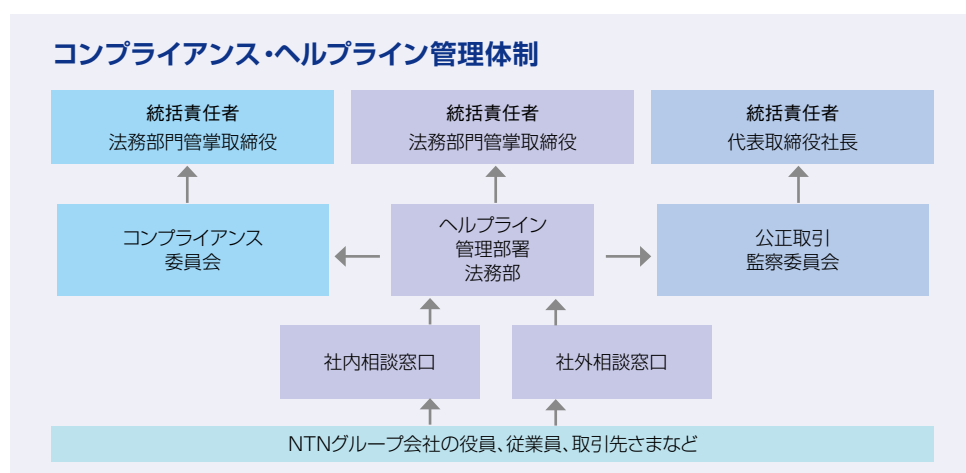 コンプライアンス・ヘルプライン管理体制
統括責任者
法務部門管掌取締役
統括責任者
法務部門管掌取締役
統括責任者
代表取締役社長
コンプライアンス
委員会
ヘルプライン
管理部署
法務部
公正取引
監察委員会
社内相談窓口
社外相談窓口
NTNグループ会社の役員、従業員、取引先さまなど